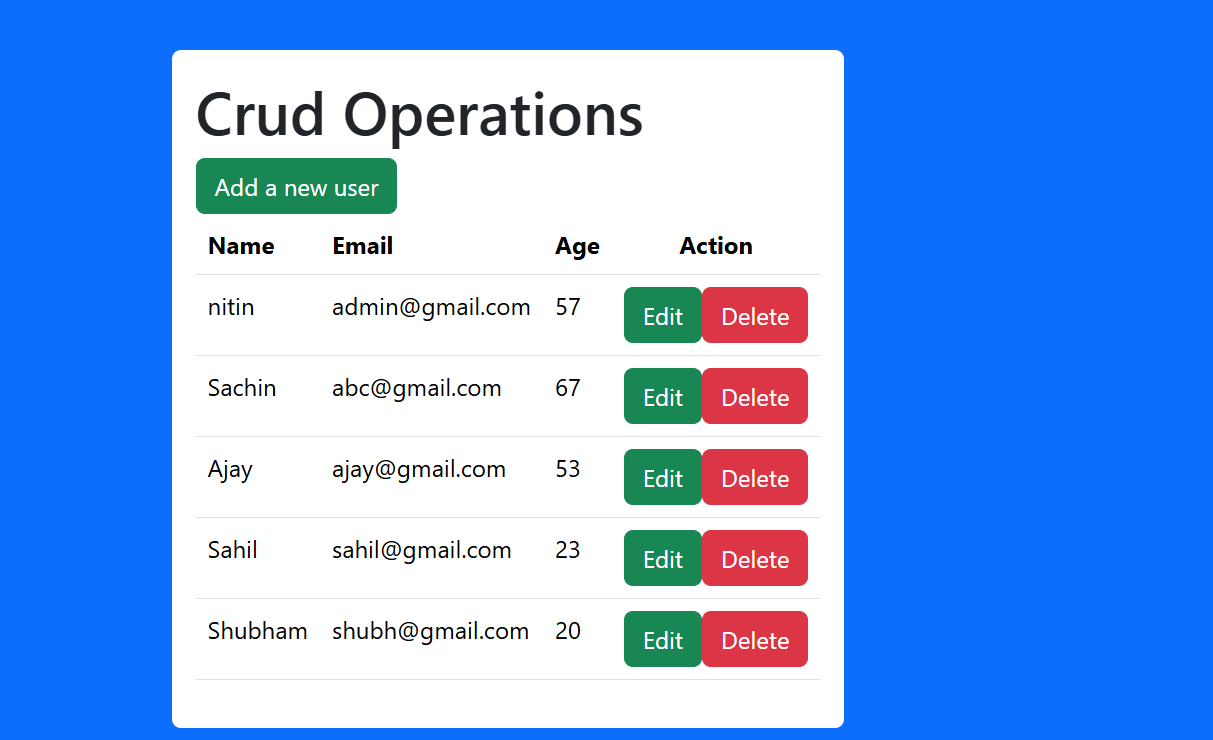 Crud Operations
Add a new user
Name Email Age Action
nitin admin@gmail.com 57 Edit Delete
Sachin abc@gmail.com 67 Edit Delete
Ajay ajay@gmail.com 53 Edit Delete
Sahil sahil@gmail.com 23 Edit Delete
Shubham shubh@gmail.com 20 Edit Delete